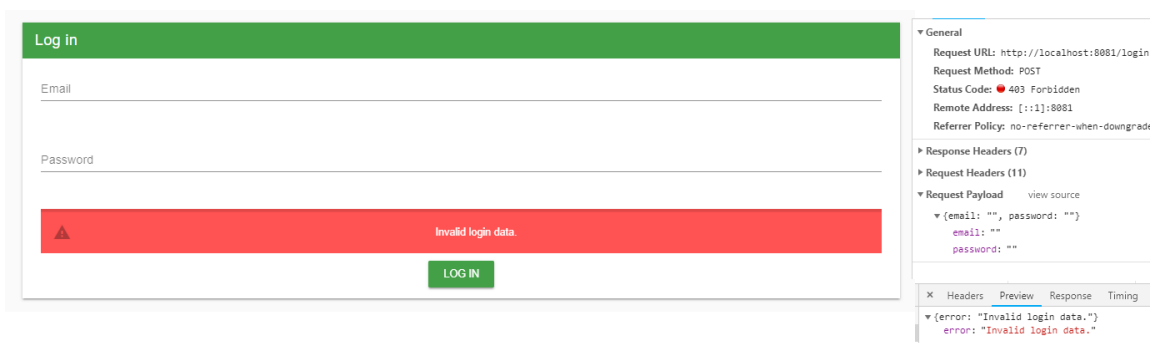 Log in
Email
Password
Invalid login data.
LOG IN
General
Request URL: http://localhost:8081/login
Request Method: POST
Status Code: 403 Forbidden
Remote Address: [::1]:8081
Referrer Policy: no-referrer-when-downgrade
Response Headers (7)
Request Headers (11)
Request Payload view source
{email: "", password: ""}
email: ""
password: ""
× Headers Preview Response Timing
{error: "Invalid login data."}
error: "Invalid login data."